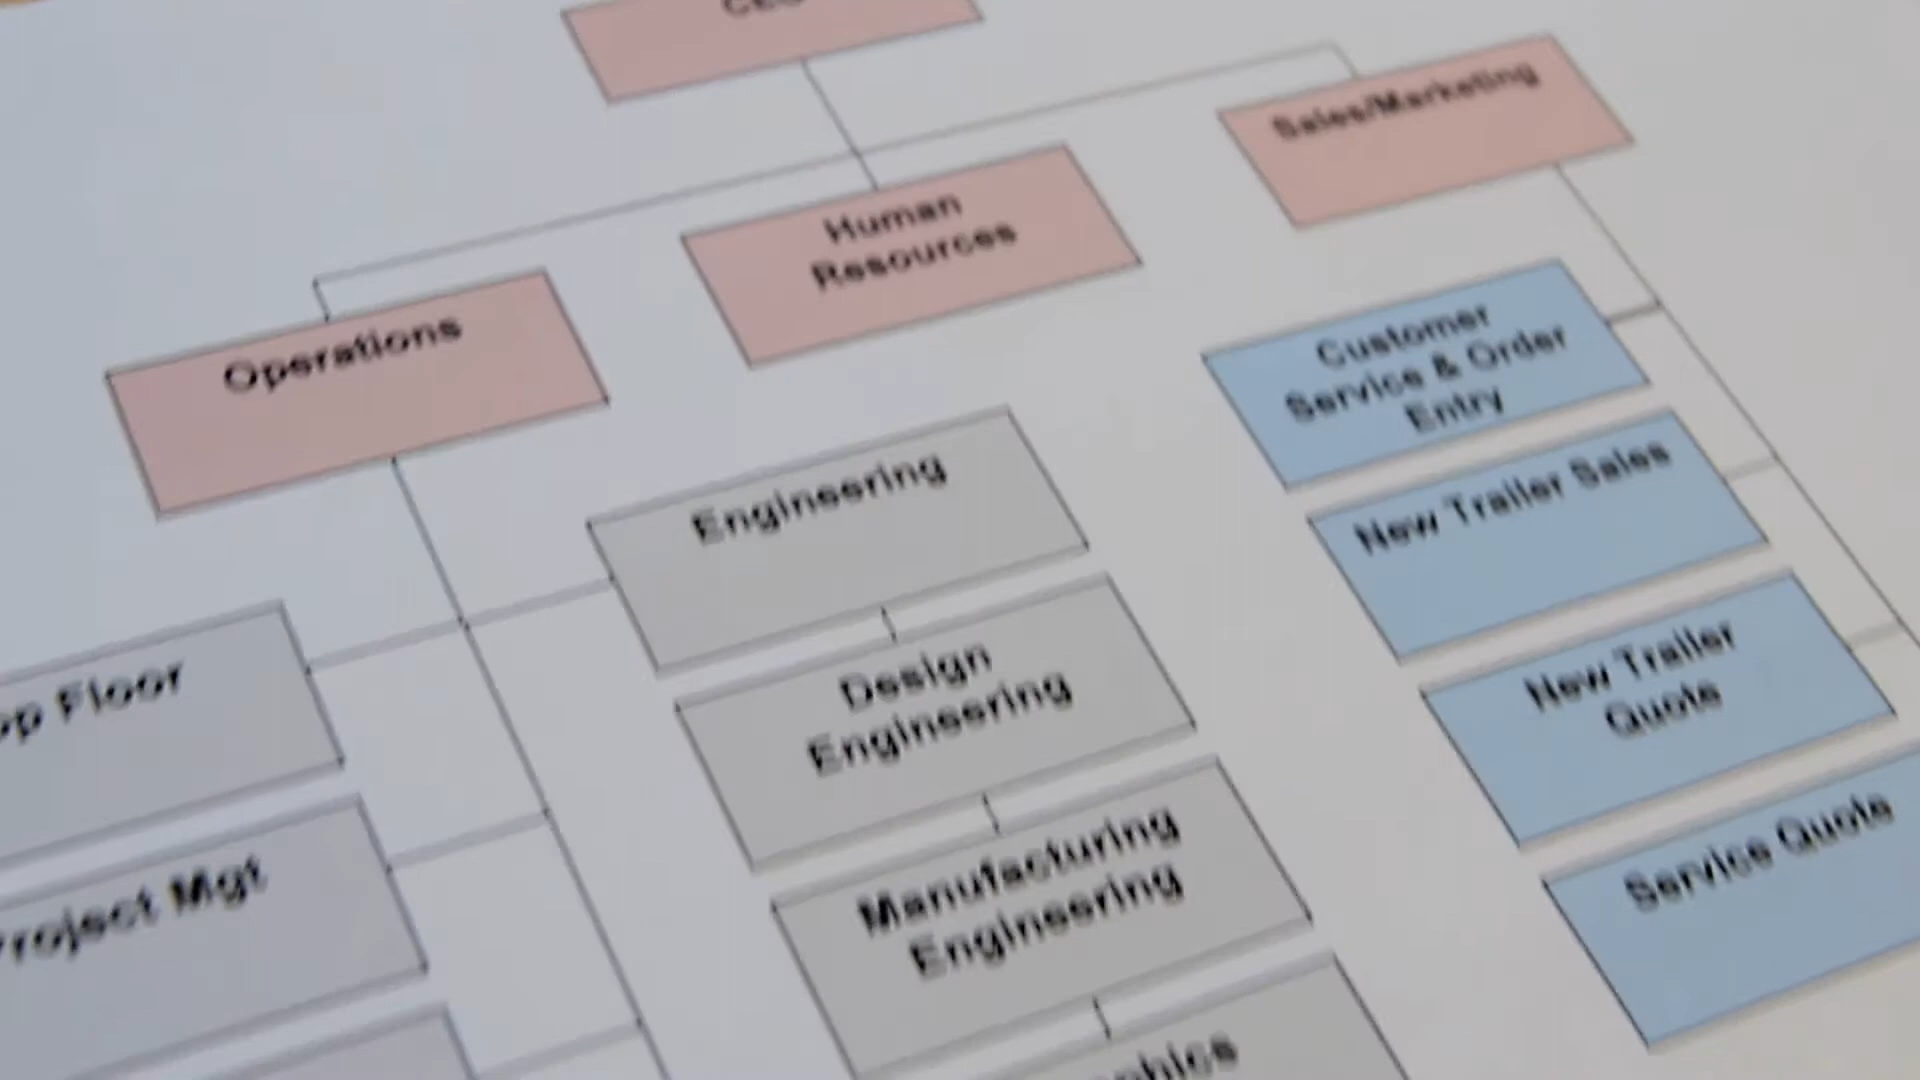 CEO
Sales/Marketing
Human
Resources
Operations
Customer
Service & Order
Entry
Engineering
New Trailer Sales
Design
Engineering
New Trailer
Quote
Floor
Manufacturing
Engineering
Service Quote
Project Mgt